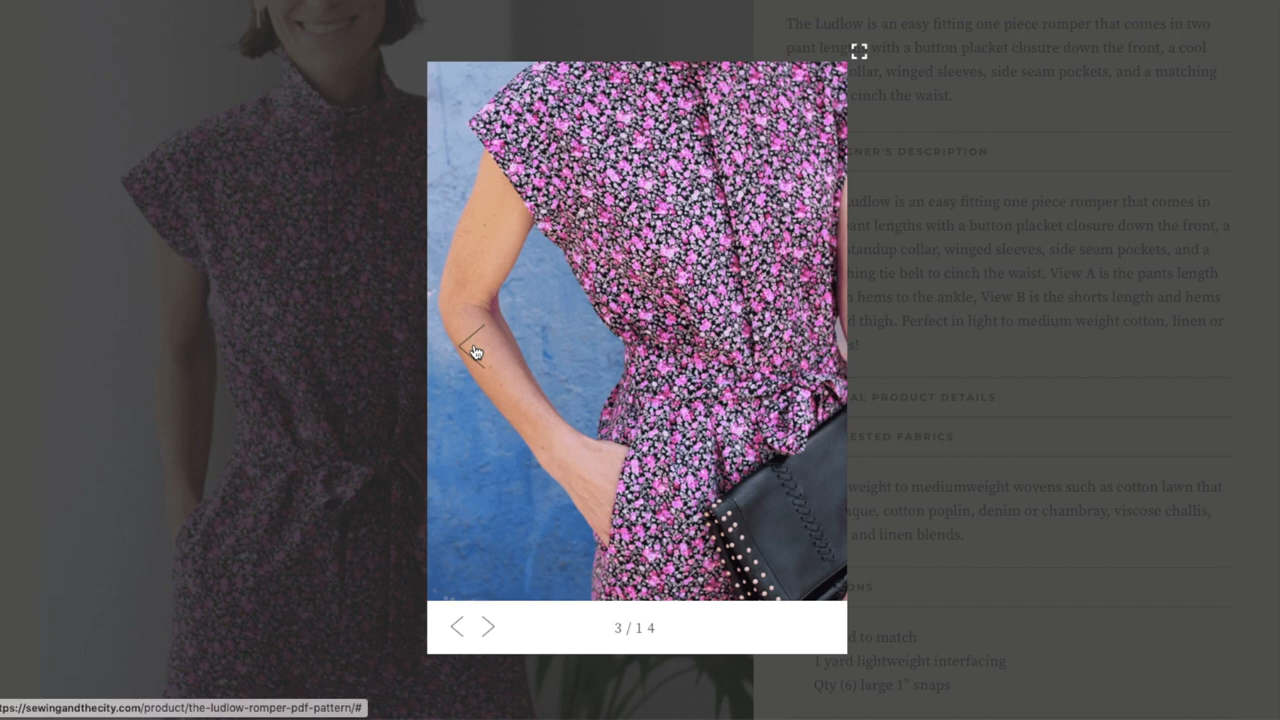 The Ludlow is an easy fitting one piece romper that comes in two
pant leng with a button placket closure down the front, a cool
ollar, winged sleeves, side seam pockets, and a matching
cinch the waist.
NER'S DESCRIPTION
udlow is an easy fitting one piece romper that comes in
ant lengths with a button placket closure down the front, a
standup collar, winged sleeves, side seam pockets, and a
hing tie belt to cinch the waist. View A is the pants length
hems to the ankle, View B is the shorts length and hems
d thigh. Perfect in light to medium weight cotton, linen or
s!
AL PRODUCT DETAILS
ESTED FABRICS
weight to mediumweight wovens such as cotton lawn that
que, cotton poplin, denim or chambray, viscose challis,
and linen blends.
ONS
d to match
1 yard lightweight interfacing
Qty (6) large 1" snaps
3/14
tps://sewingandthecity.com/product/the-ludlow-romper-pdf-pattern/#